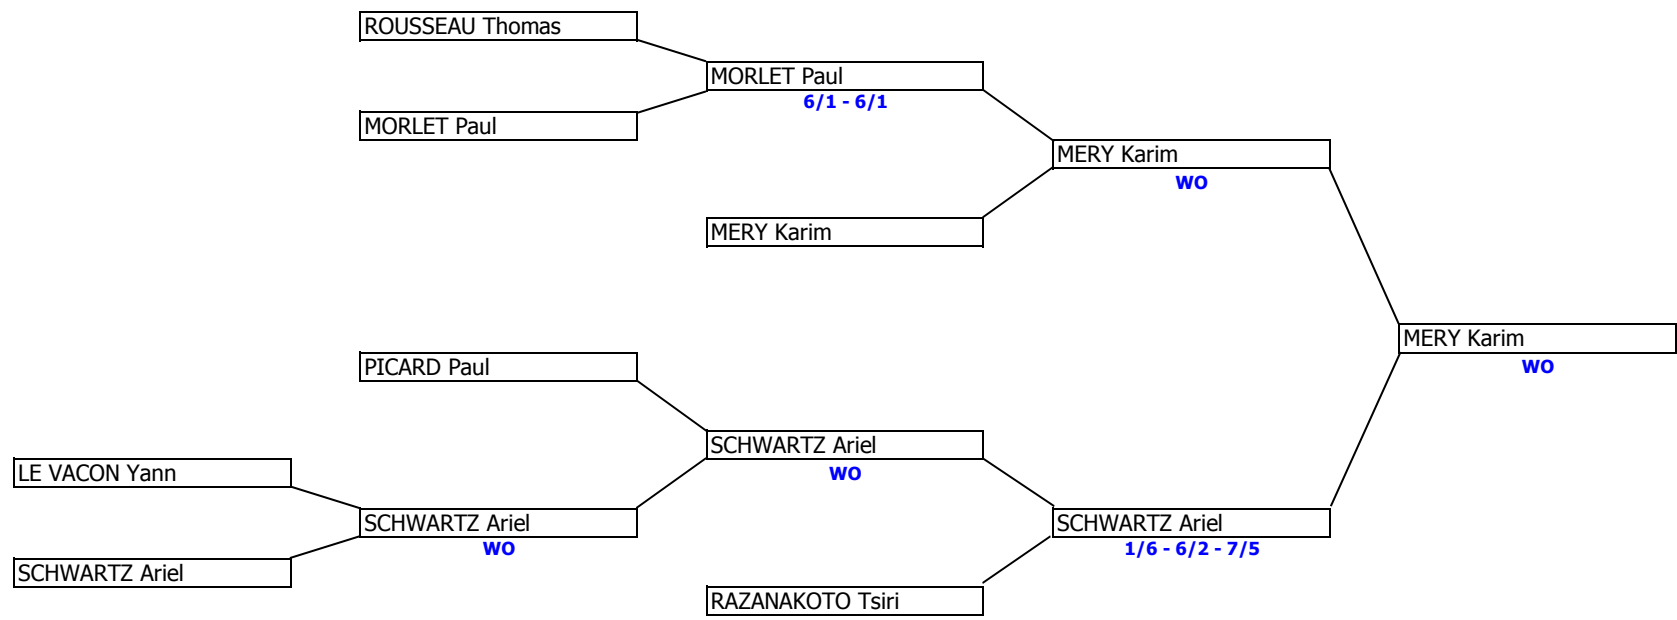 ROUSSEAU Thomas
MORLET Paul
6/1 - 6/1
MORLET Paul
MERY Karim
WO
MERY Karim
MERY Karim
WO
PICARD Paul
SCHWARTZ Ariel
WO
LE VACON Yann
SCHWARTZ Ariel
WO
SCHWARTZ Ariel
1/6 - 6/2 - 7/5
SCHWARTZ Ariel
RAZANAKOTO Tsiri